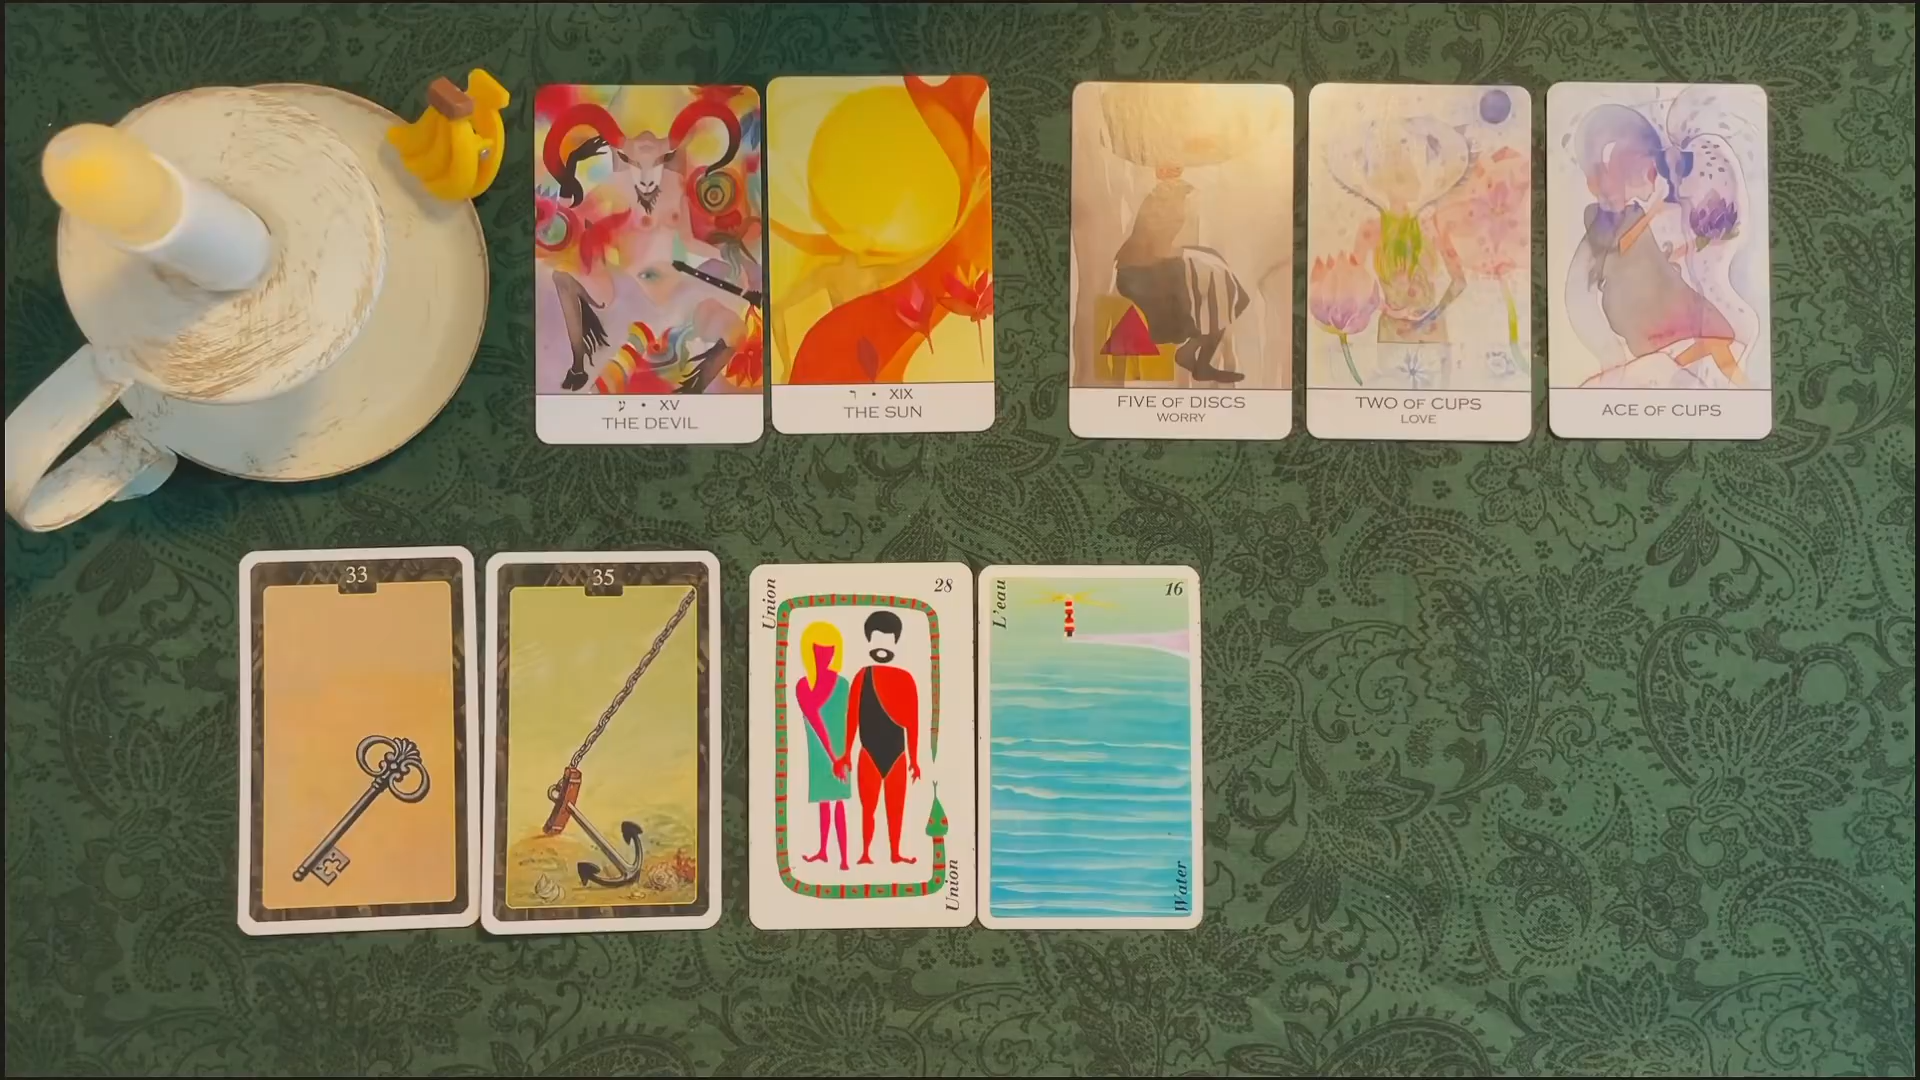 ע • XV
THE DEVIL
ר • XIX
THE SUN
FIVE OF DISCS
WORRY
TWO OF CUPS
LOVE
ACE OF CUPS
33
35
Union
28
Union
L'eau
16
Water